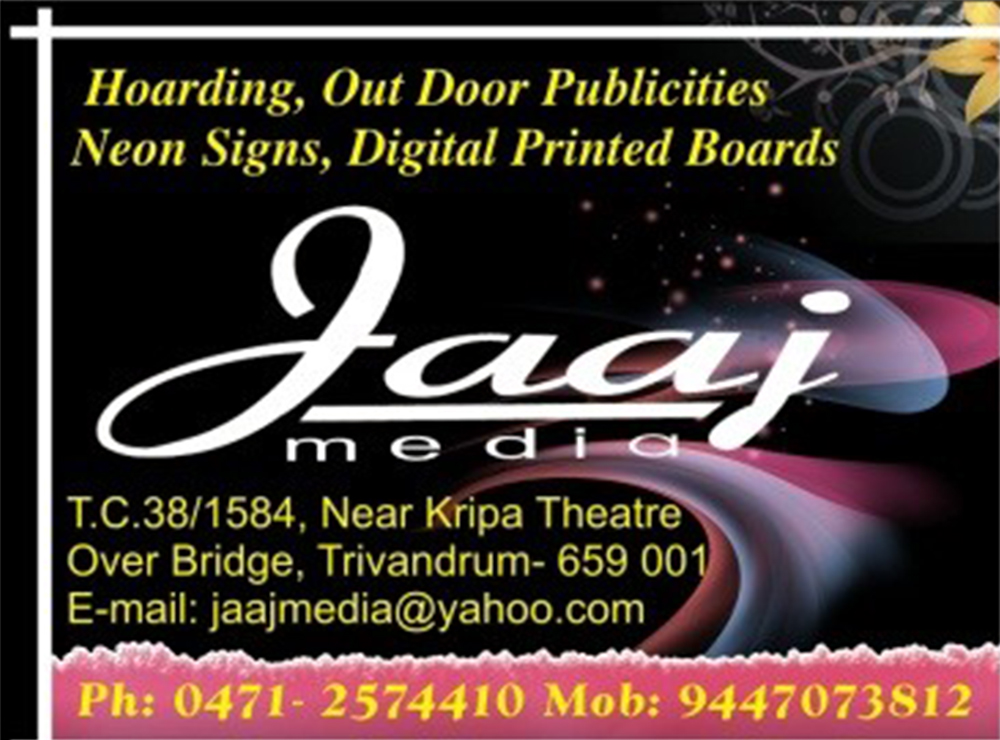 Hoarding, Out Door Publicities
Neon Signs, Digital Printed Boards
Jaaj
media
T.C.38/1584, Near Kripa Theatre
Over Bridge, Trivandrum- 659 001
E-mail: jaajmedia@yahoo.com
Ph: 0471- 2574410 Mob: 9447073812